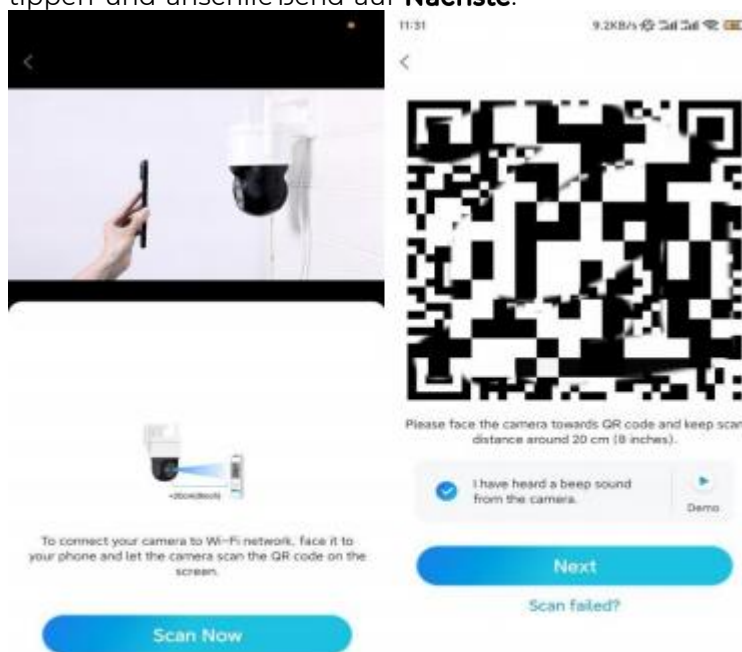 tippen und anschließend auf Nächste.
To connect your camera to Wi-Fi network, face it to
your phone and let the camera scan the QR code on the
screen.
Scan Now
11:31
9.2KB/s
Please face the camera towards QR code and keep scan
distance around 20 cm (8 inches).
I have heard a beep sound
from the camera.
Demo
Next
Scan failed?